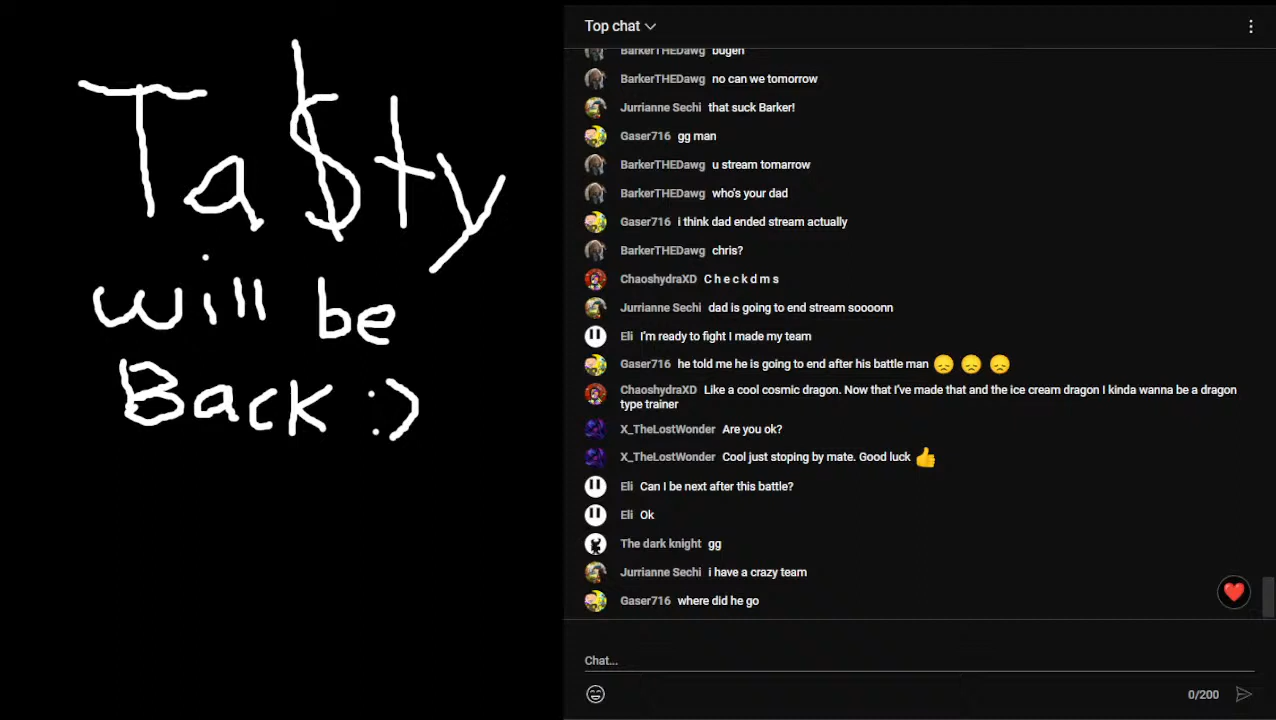 Ta$ty
will be
Back :)
Top chat
BarkerTHEDawg bugen
BarkerTHEDawg no can we tomorrow
Jurrianne Sechi that suck Barker!
Gaser716 gg man
BarkerTHEDawg u stream tomarrow
BarkerTHEDawg who's your dad
Gaser716 i think dad ended stream actually
BarkerTHEDawg chris?
ChaoshydraXD C h e c k d m s
Jurrianne Sechi dad is going to end stream soooonn
Eli I'm ready to fight I made my team
Gaser716 he told me he is going to end after his battle man 😞 😞 😞
ChaoshydraXD Like a cool cosmic dragon. Now that I've made that and the ice cream dragon I kinda wanna be a dragon
type trainer
X_TheLostWonder Are you ok?
X_TheLostWonder Cool just stoping by mate. Good luck 👍
Eli Can I be next after this battle?
Eli Ok
The dark knight gg
Jurrianne Sechi i have a crazy team
Gaser716 where did he go
Chat...
0/200